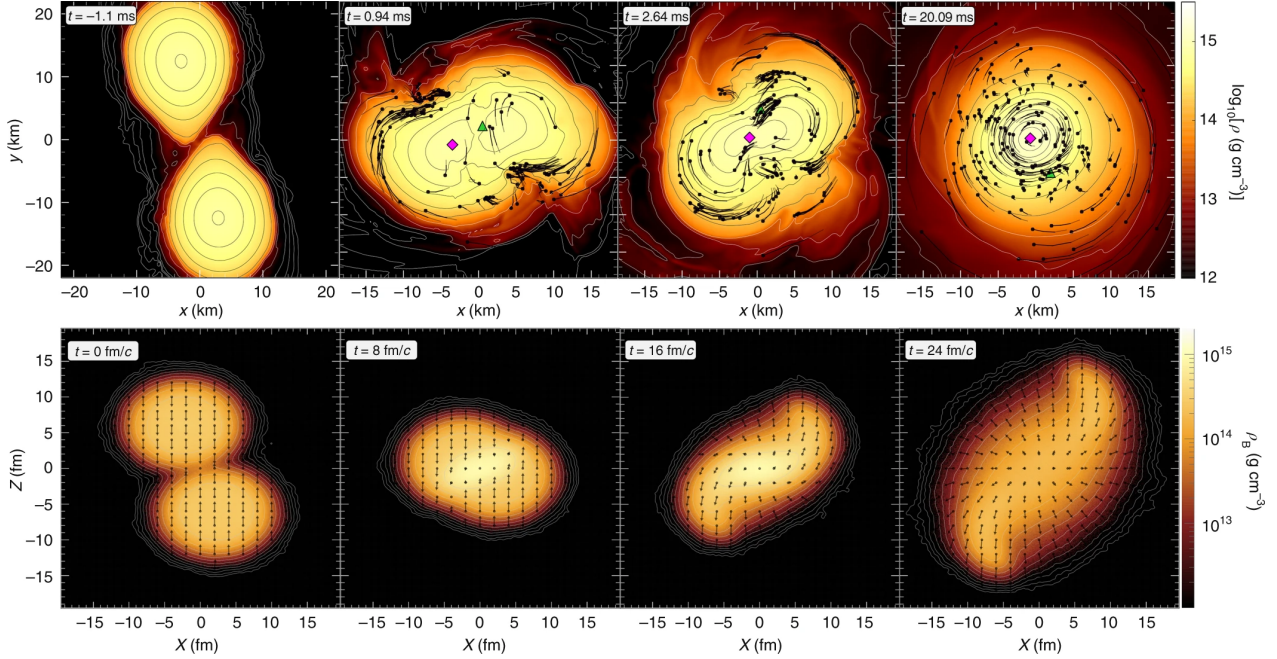 t = −1.1 ms
t = 0.94 ms
t = 2.64 ms
t = 20.09 ms
20
10
0
−10
−20
y (km)
−20 −10 0 10 20
x (km)
−15 −10 −5 0 5 10 15
x (km)
−15 −10 −5 0 5 10 15
x (km)
−15 −10 −5 0 5 10 15
x (km)
15
14
13
12
log₁₀[ρ (g cm⁻³)]
t = 0 fm/c
t = 8 fm/c
t = 16 fm/c
t = 24 fm/c
15
10
5
0
−5
−10
−15
Z (fm)
−15 −10 −5 0 5 10 15
X (fm)
−15 −10 −5 0 5 10 15
X (fm)
−15 −10 −5 0 5 10 15
X (fm)
−15 −10 −5 0 5 10 15
X (fm)
10¹⁵
10¹⁴
10¹³
ρB (g cm⁻³)